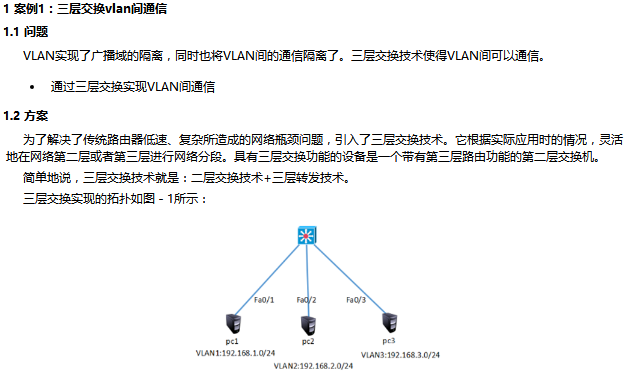 1 案例1：三层交换vlan间通信
1.1 问题
VLAN实现了广播域的隔离，同时也将VLAN间的通信隔离了。三层交换技术使得VLAN间可以通信。
• 通过三层交换实现VLAN间通信
1.2 方案
为了解决了传统路由器低速、复杂所造成的网络瓶颈问题，引入了三层交换技术。它根据实际应用时的情况，灵活
地在网络第二层或者第三层进行网络分段。具有三层交换功能的设备是一个带有第三层路由功能的第二层交换机。
简单地说，三层交换技术就是：二层交换技术+三层转发技术。
三层交换实现的拓扑如图－1所示：
Fa0/1 Fa0/2 Fa0/3
pc1 pc2 pc3
VLAN1:192.168.1.0/24 VLAN2:192.168.2.0/24 VLAN3:192.168.3.0/24